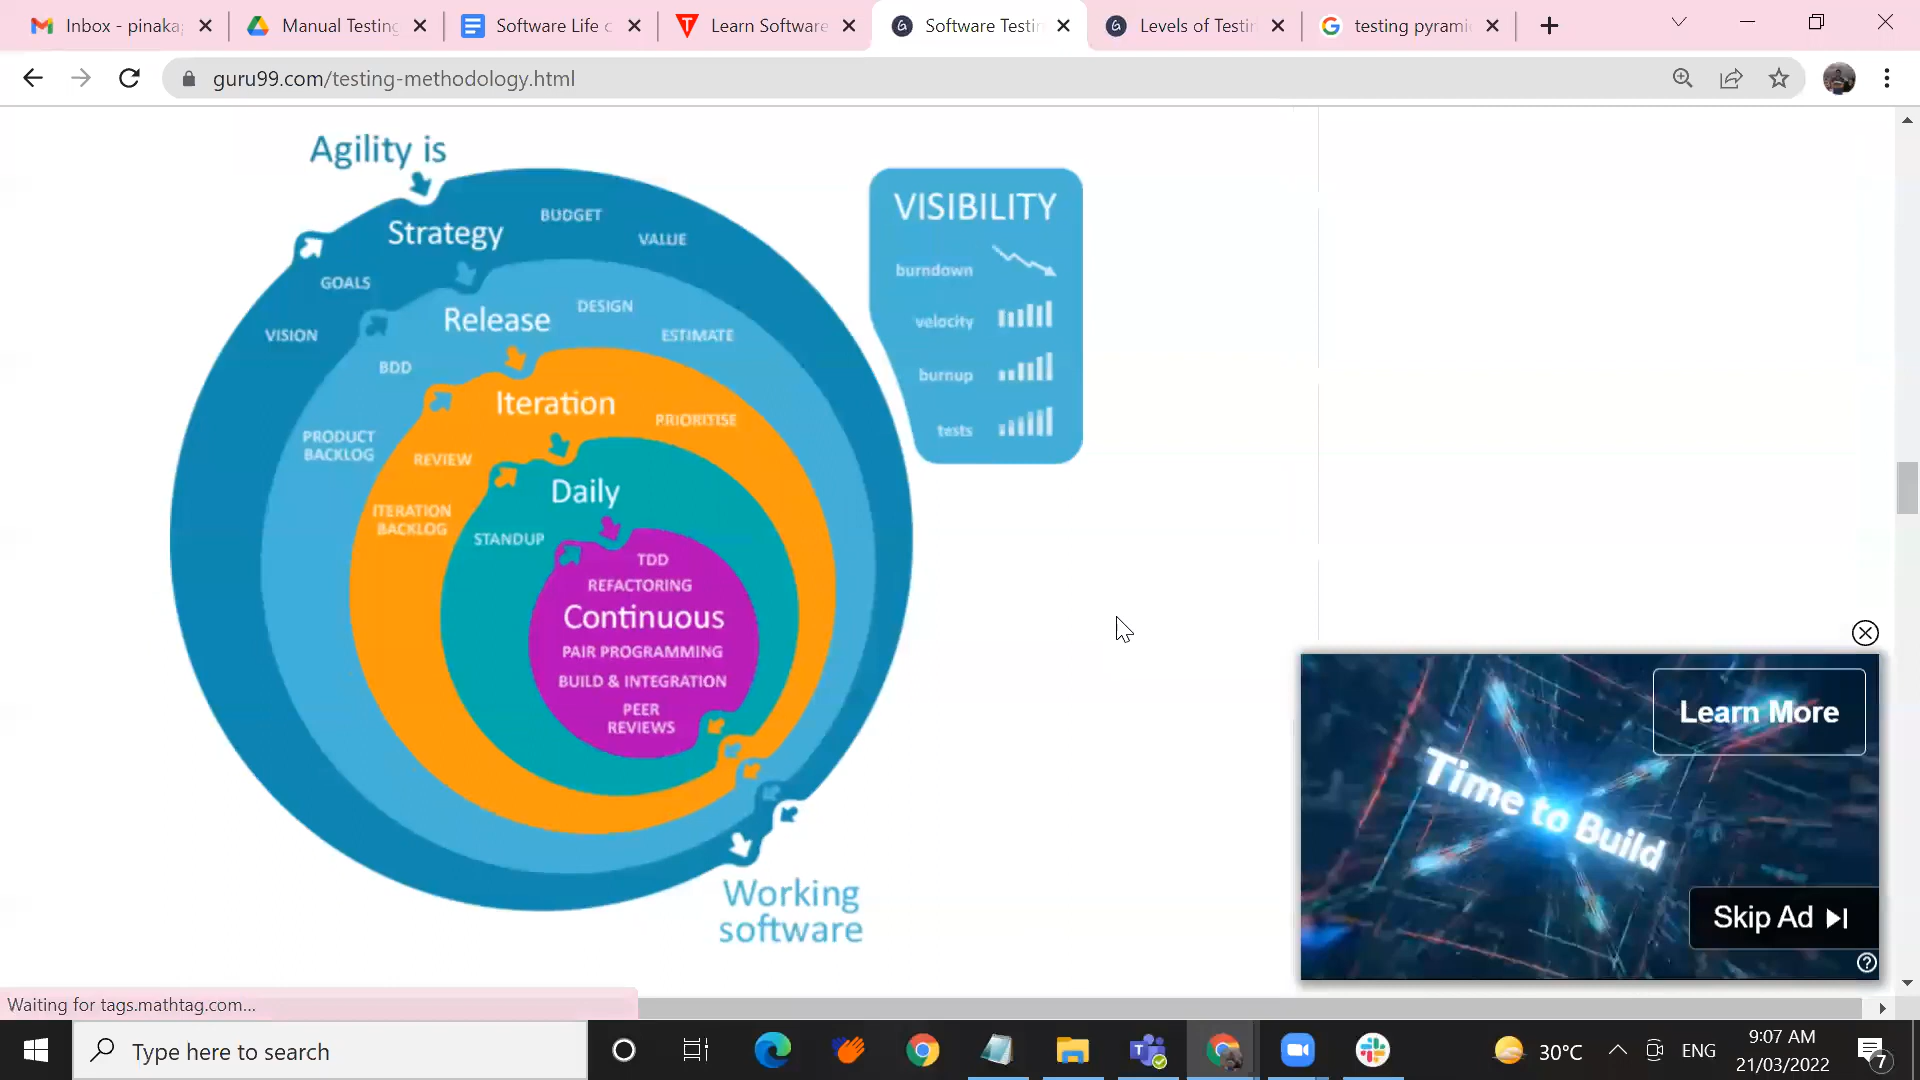 Inbox - pinaka
Manual Testing
Software Life c
Learn Software
Software Testin
Levels of Testin
testing pyrami
guru99.com/testing-methodology.html
Agility is
Strategy
BUDGET
VALUE
GOALS
VISION
Release
DESIGN
ESTIMATE
BDD
PRODUCT
BACKLOG
Iteration
PRIORITISE
REVIEW
ITERATION
BACKLOG
Daily
STANDUP
TDD
REFACTORING
Continuous
PAIR PROGRAMMING
BUILD & INTEGRATION
PEER
REVIEWS
Working
software
VISIBILITY
burndown
velocity
burnup
tests
Learn More
Time to Build
Skip Ad
Waiting for tags.mathtag.com...
Type here to search
30°C
ENG
9:07 AM
21/03/2022
7